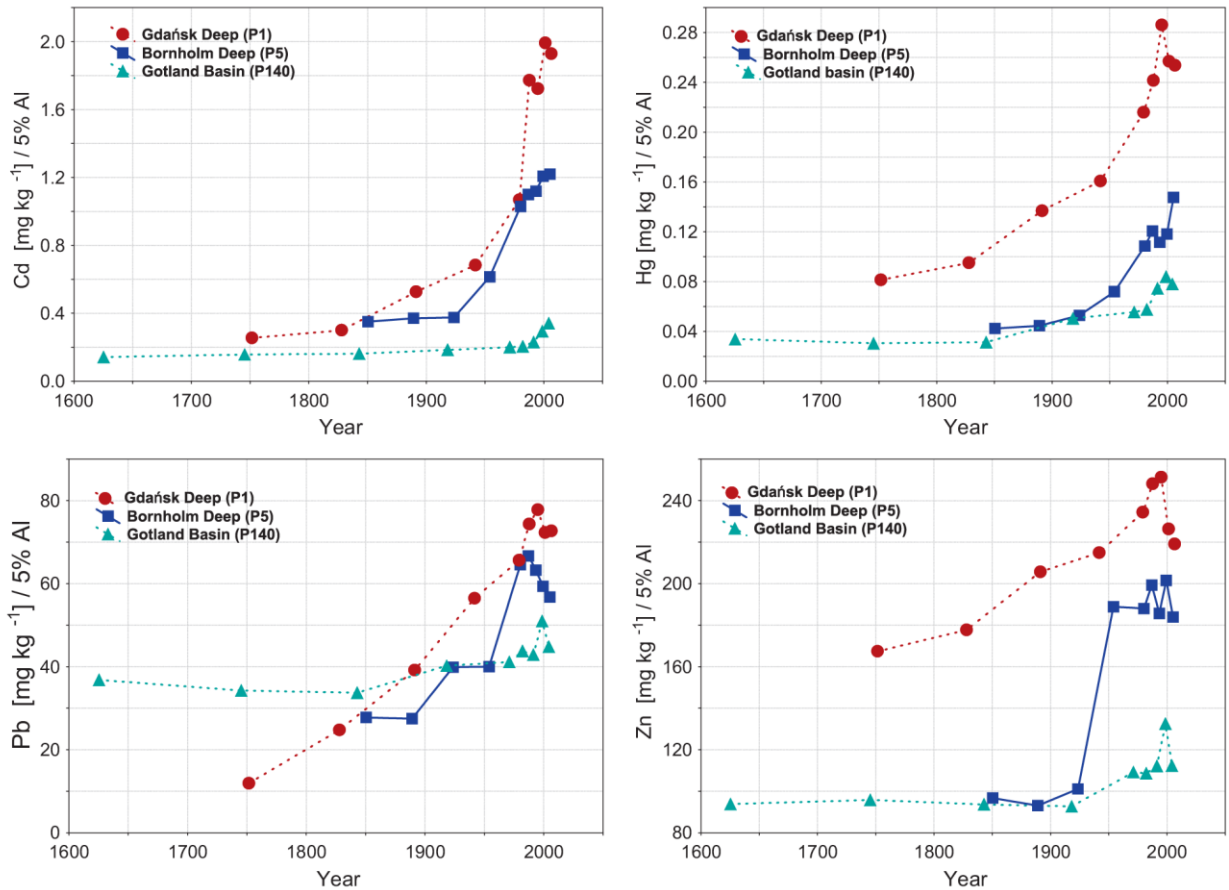 Gdańsk Deep (P1)
Bornholm Deep (P5)
Gotland Basin (P140)
Cd [mg kg -1] / 5% Al
2.0
1.6
1.2
0.8
0.4
0.0
1600
1700
1800
1900
2000
Year
Gdańsk Deep (P1)
Bornholm Deep (P5)
Gotland basin (P140)
Hg [mg kg -1] / 5% Al
0.28
0.24
0.20
0.16
0.12
0.08
0.04
0.00
1600
1700
1800
1900
2000
Year
Gdańsk Deep (P1)
Bornholm Deep (P5)
Gotland Basin (P140)
Pb [mg kg -1] / 5% Al
80
60
40
20
0
1600
1700
1800
1900
2000
Year
Gdańsk Deep (P1)
Bornholm Deep (P5)
Gotland Basin (P140)
Zn [mg kg -1] / 5% Al
240
200
160
120
80
1600
1700
1800
1900
2000
Year